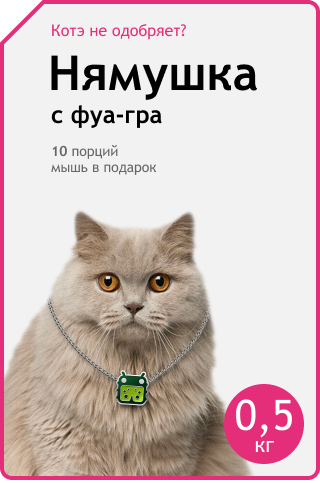 Котэ не одобряет?
Нямушка
с фуа-гра
10 порций
мышь в подарок
0,5
кг